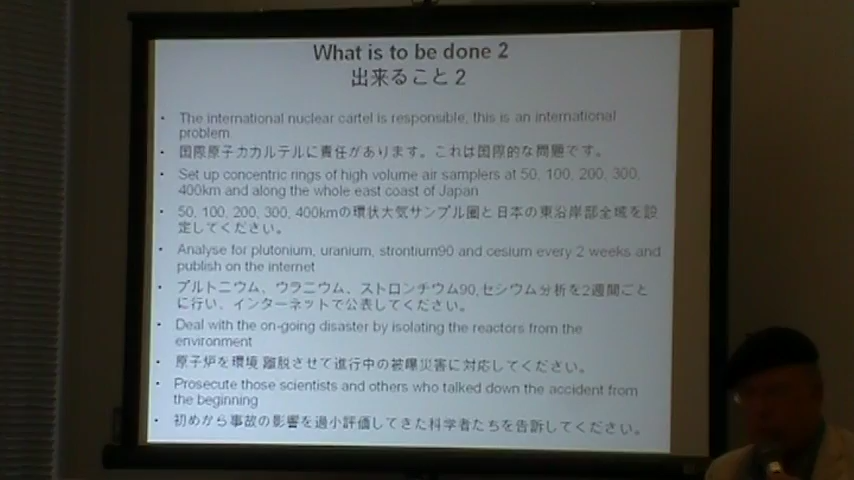 What is to be done 2
出来ること2
• The international nuclear cartel is responsible, this is an international
problem.
• 国際原子力カルテルに責任があります。これは国際的な問題です。
• Set up concentric rings of high volume air samplers at 50, 100, 200, 300,
400km and along the whole east coast of Japan
• 50, 100, 200, 300, 400kmの環状大気サンプル圏と日本の東沿岸部全域を設
定してください。
• Analyse for plutonium, uranium, strontium90 and cesium every 2 weeks and
publish on the internet
• プルトニウム、ウラニウム、ストロンチウム90,セシウム分析を2週間ごと
に行い、インターネットで公表してください。
• Deal with the on-going disaster by isolating the reactors from the
environment
• 原子炉を環境 離脱させて進行中の被曝災害に対応してください。
• Prosecute those scientists and others who talked down the accident from
the beginning
• 初めから事故の影響を過小評価してきた科学者たちを告訴してください。